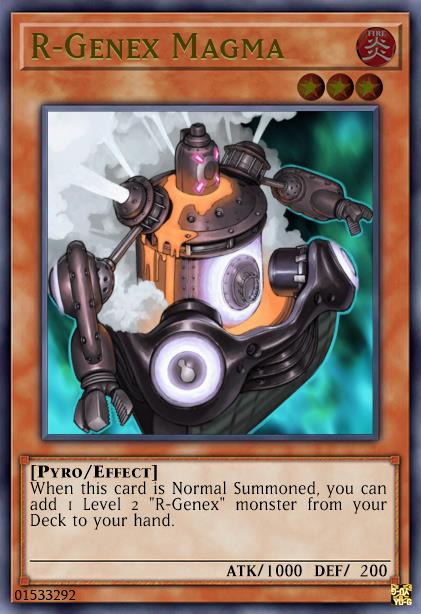 R-Genex Magma
FIRE
炎
[Pyro/Effect]
When this card is Normal Summoned, you can
add 1 Level 2 "R-Genex" monster from your
Deck to your hand.
ATK/1000 DEF/ 200
01533292